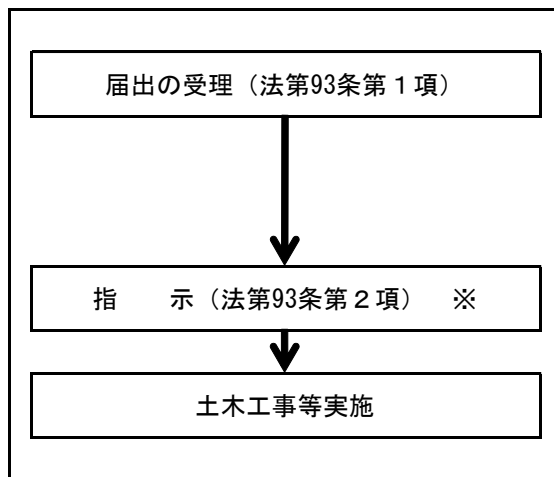 届出の受理（法第93条第１項）
指　　示（法第93条第２項）　※
土木工事等実施